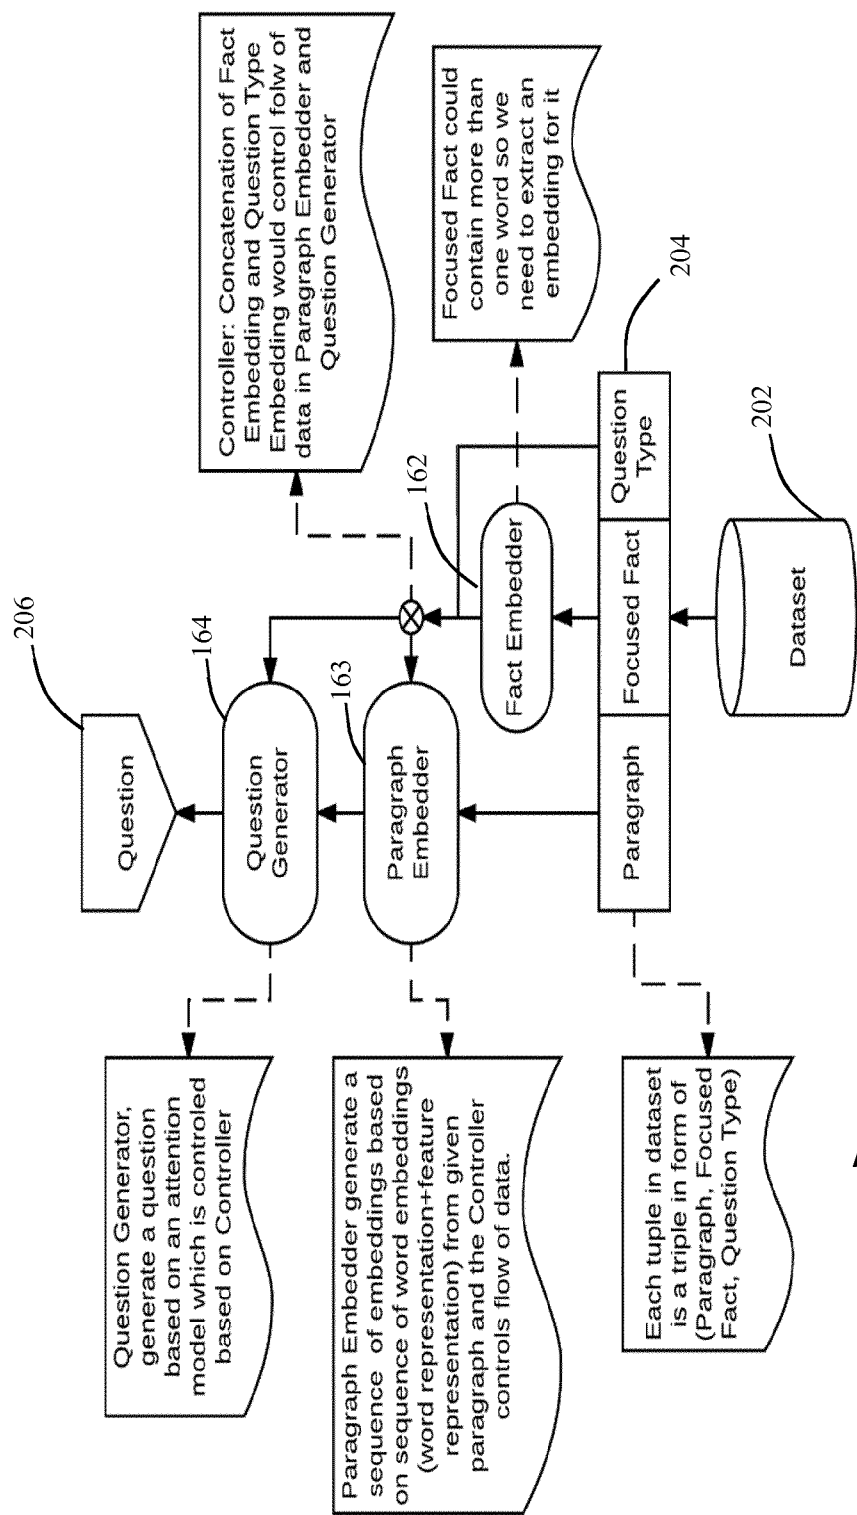 Question Generator,
generate a question
based on an attention
model which is controled
based on Controller
Paragraph Embedder generate a
sequence of embeddings based
on sequence of word embeddings
(word representation+feature
representation) from given
paragraph and the Controller
controls flow of data.
Each tuple in dataset
is a triple in form of
(Paragraph, Focused
Fact, Question Type)
Question
206
Question
Generator
164
Paragraph
Embedder
163
Fact Embedder
162
Paragraph
Focused Fact
Question
Type
204
Dataset
202
Controller: Concatenation of Fact
Embedding and Question Type
Embedding would control folw of
data in Paragraph Embedder and
Question Generator
Focused Fact could
contain more than
one word so we
need to extract an
embedding for it